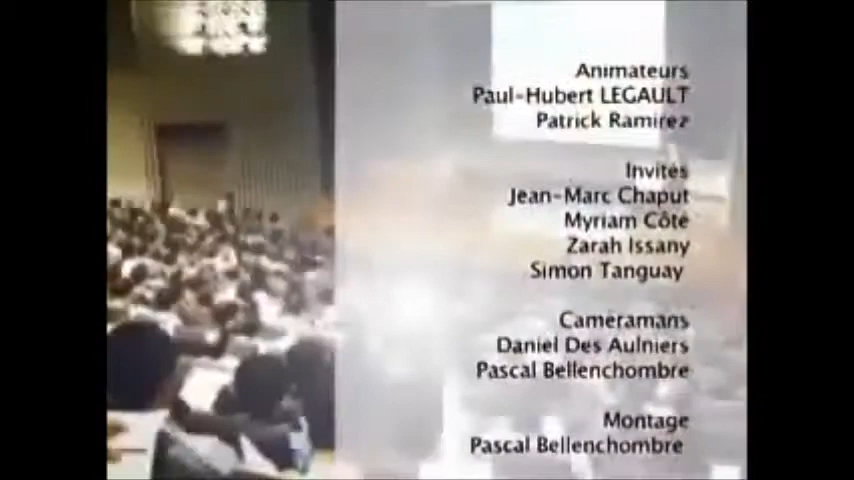 Animateurs
Paul-Hubert LEGAULT
Patrick Ramirez
Invités
Jean-Marc Chaput
Myriam Côté
Zarah Issany
Simon Tanguay
Caméramans
Daniel Des Aulniers
Pascal Bellenchombre
Montage
Pascal Bellenchombre